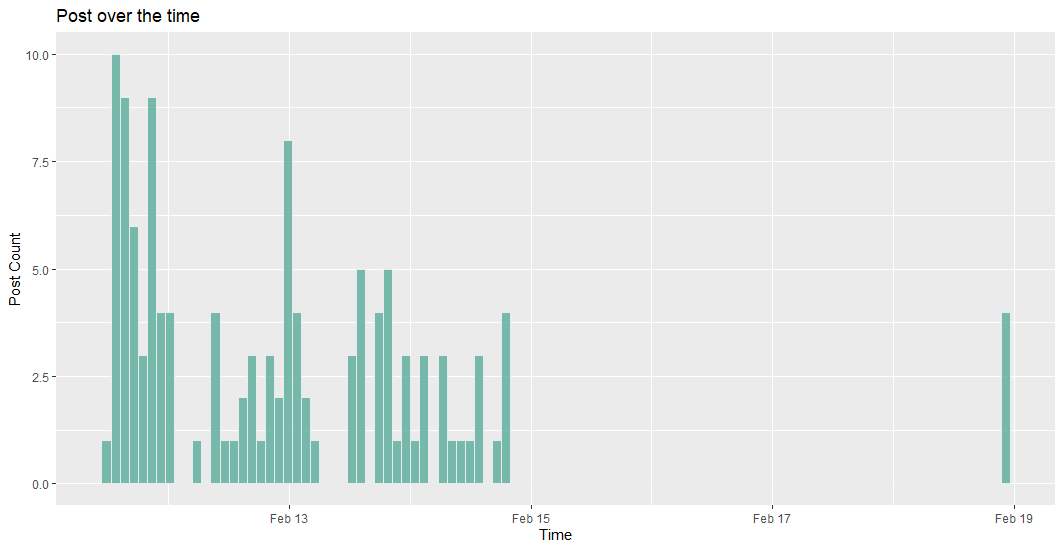 Post over the time
10.0
7.5
5.0
2.5
0.0
Post Count
Feb 13 Feb 15 Feb 17 Feb 19
Time